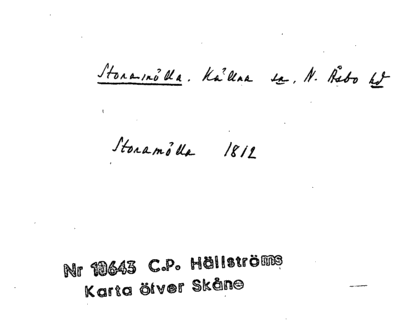 Storamölla. Källna sn, N. Åsbo hd
Storamölla 1812
Nr 10643 C.P. Hällströms
Karta över Skåne